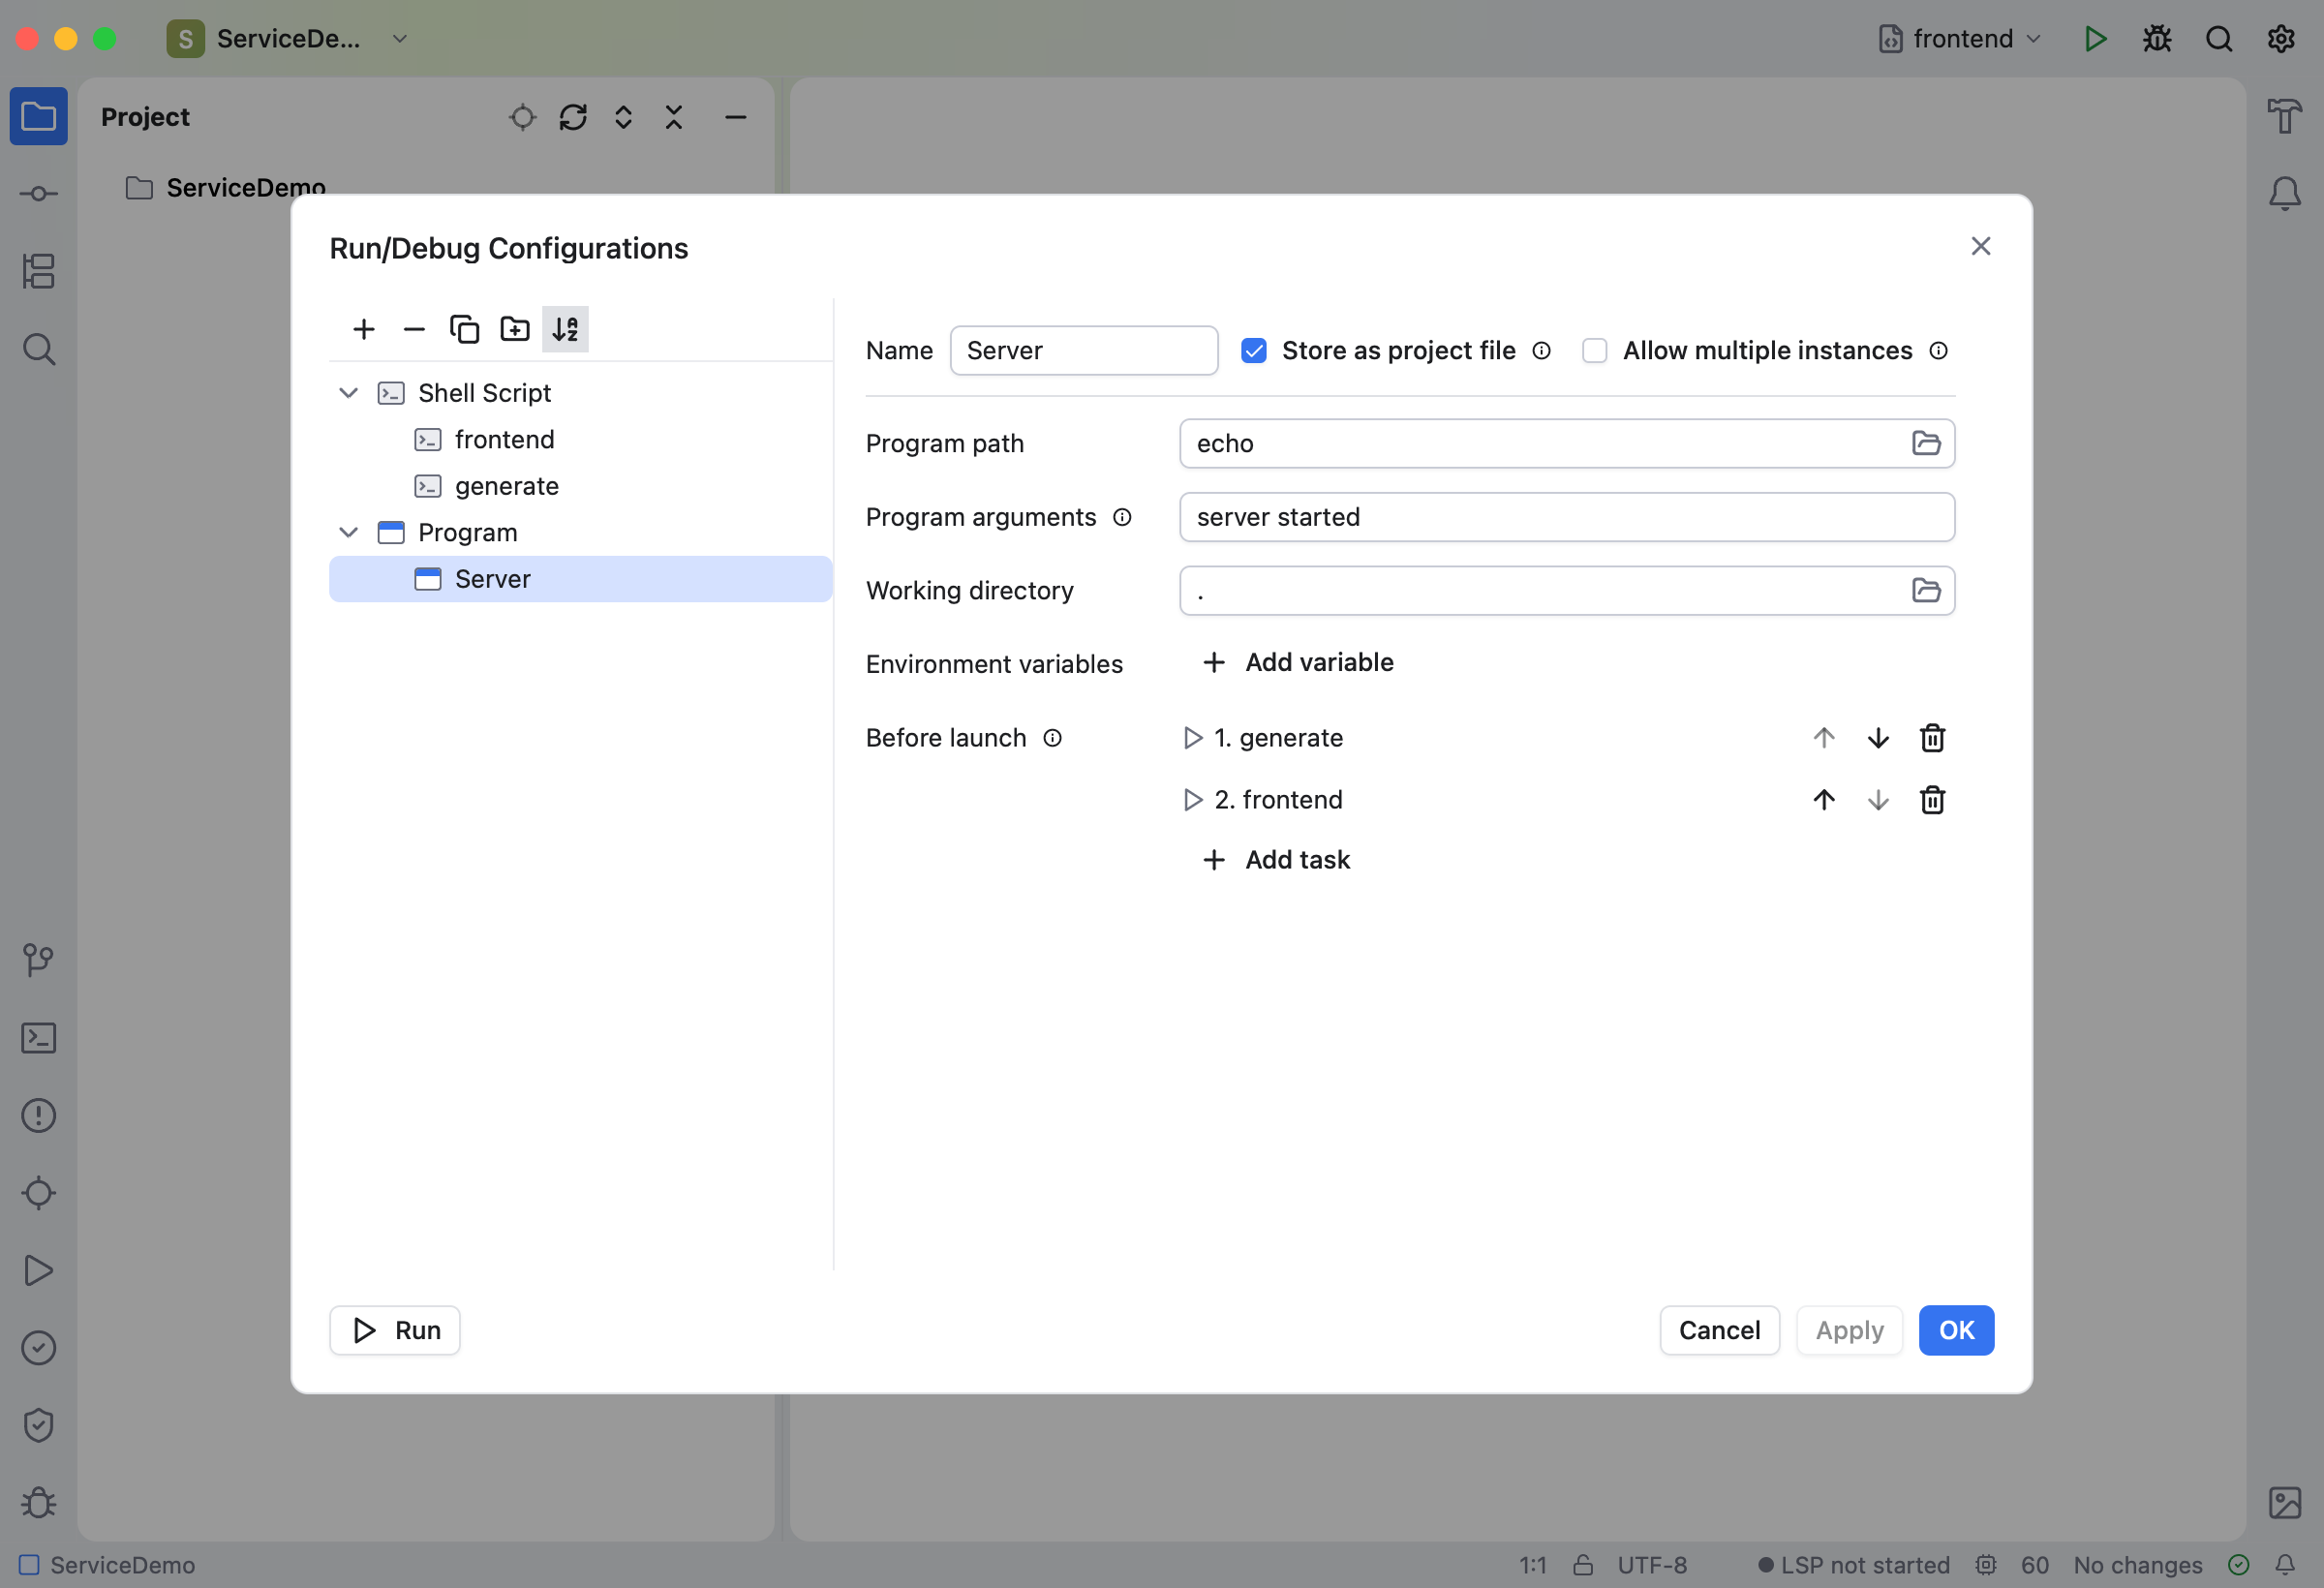 S ServiceDe...
frontend
Project
ServiceDemo
Run/Debug Configurations
Shell Script
frontend
generate
Program
Server
Name Server Store as project file Allow multiple instances
Program path echo
Program arguments server started
Working directory .
Environment variables Add variable
Before launch 1. generate
2. frontend
Add task
Run
Cancel Apply OK
ServiceDemo
1:1 UTF-8 LSP not started 60 No changes